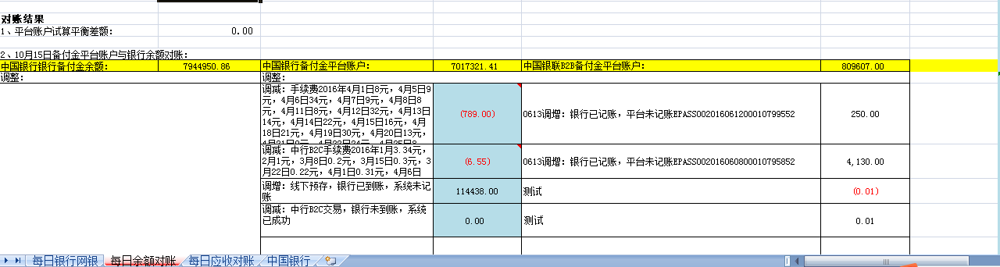 对账结果
1、平台账户试算平衡差额： 0.00
2、10月15日备付金平台账户与银行余额对账：
中国银行银行备付金余额： 7944950.86 中国银行备付金平台账户： 7017321.41 中国银联B2B备付金平台账户： 809607.00
调整： 调整：
调减：手续费2016年4月1日8元，4月5日9
元，4月6日34元，4月7日9元，4月8日8
元，4月11日8元，4月12日32元，4月13日
14元，4月14日22元，4月15日16元，4月
18日21元，4月19日30元，4月20日13元，
(789.00)
0613调增：银行已记账，平台未记账EPASS002016061200010799552
250.00
调减：中行B2C手续费2016年1月3.34元，
2月1元，3月8日0.2元，3月15日0.3元，3
月22日0.22元，4月1日0.31元，4月6日
(6.55)
0613调增：银行已记账，平台未记账EPASS002016060800010795852
4,130.00
调增：线下预存，银行已到账，系统未记
账
114438.00
测试
(0.01)
调减：中行B2C交易，银行未到账，系统
已成功
0.00
测试
0.01
每日银行网银 每日余额对账 每日应收对账 中国银行